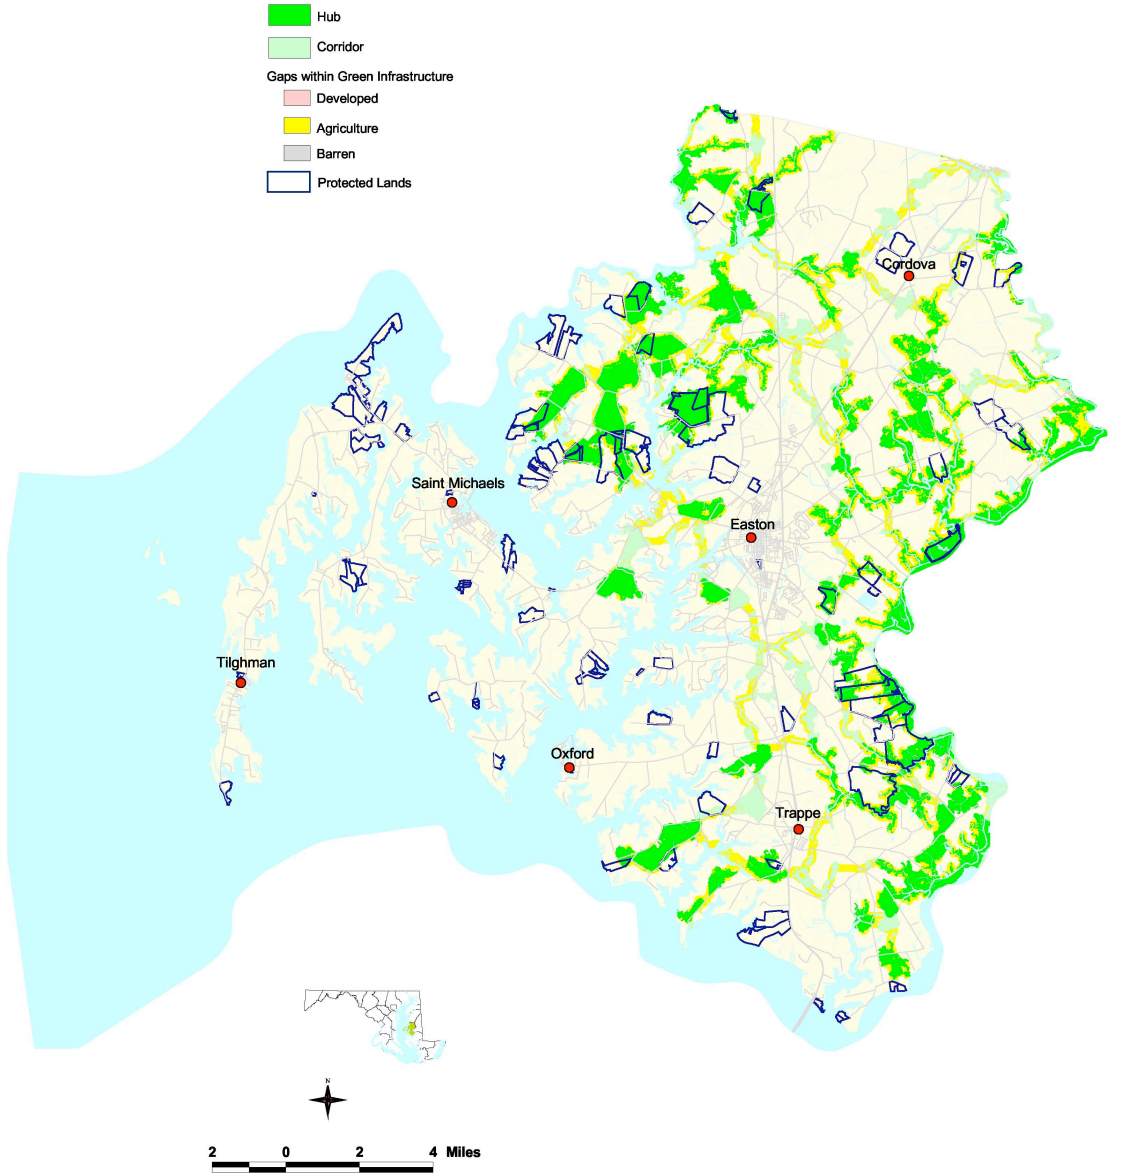 Hub
Corridor
Gaps within Green Infrastructure
Developed
Agriculture
Barren
Protected Lands
Cordova
Saint Michaels
Easton
Tilghman
Oxford
Trappe
N
2 0 2 4 Miles